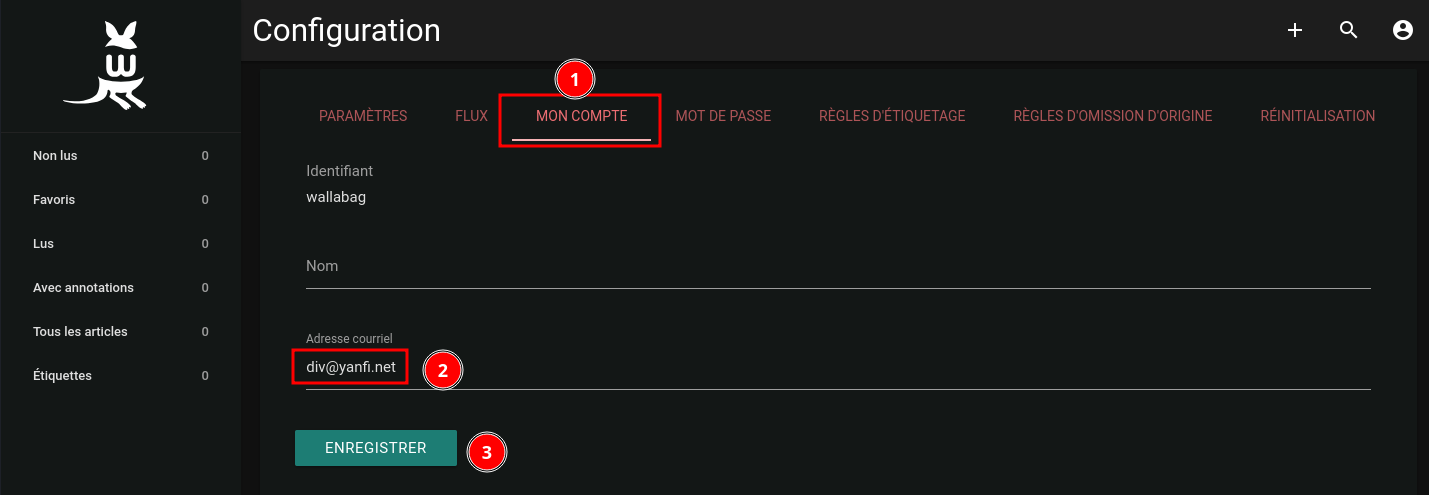 Configuration
1
PARAMÈTRES FLUX MON COMPTE MOT DE PASSE RÈGLES D'ÉTIQUETAGE RÈGLES D'OMISSION D'ORIGINE RÉINITIALISATION
w
Non lus 0
Favoris 0
Lus 0
Avec annotations 0
Tous les articles 0
Étiquettes 0
Identifiant
wallabag
Nom
Adresse courriel
div@yanfi.net 2
ENREGISTRER 3